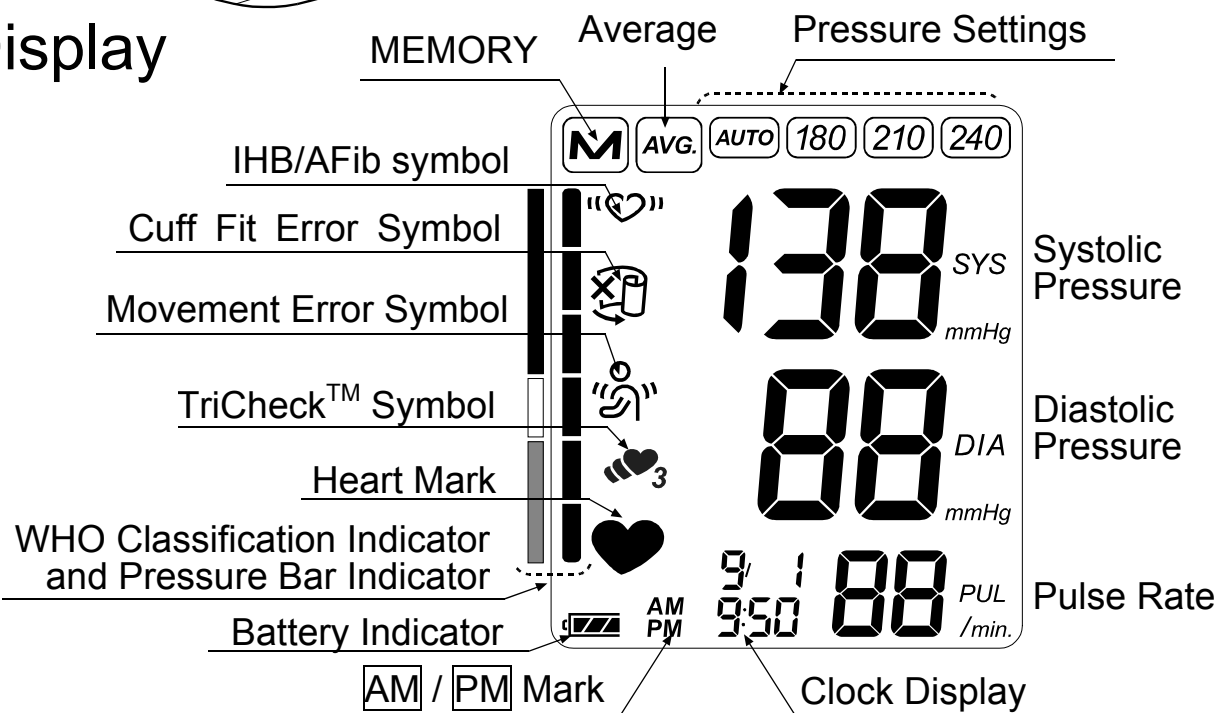 isplay
MEMORY
Average
Pressure Settings
M AVG. AUTO 180 210 240
IHB/AFib symbol
Cuff Fit Error Symbol
Movement Error Symbol
TriCheck™ Symbol
Heart Mark
WHO Classification Indicator
and Pressure Bar Indicator
Battery Indicator
AM / PM Mark
138 SYS
mmHg
Systolic
Pressure
88 DIA
mmHg
Diastolic
Pressure
3
9/ 1
AM
PM
9:50
88 PUL
/min.
Pulse Rate
Clock Display